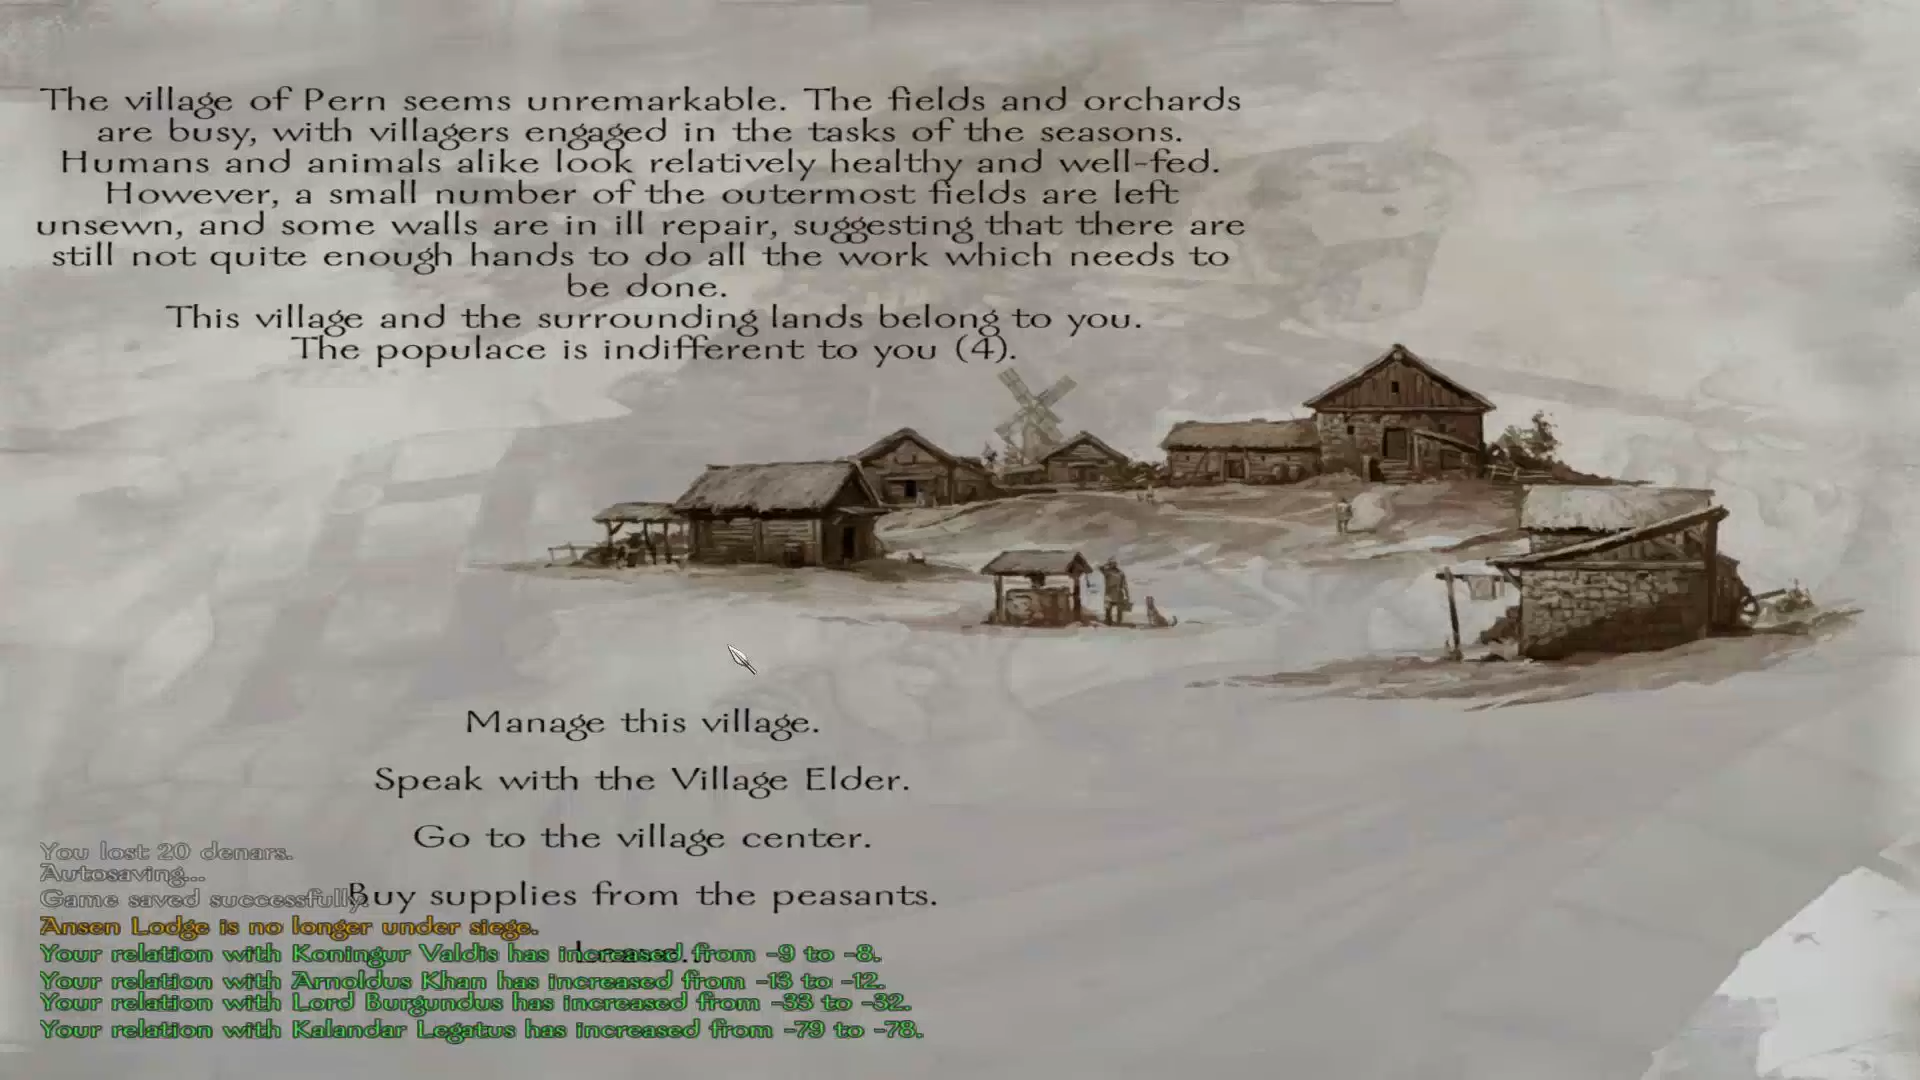 The village of Pern seems unremarkable. The fields and orchards
are busy, with villagers engaged in the tasks of the seasons.
Humans and animals alike look relatively healthy and well-fed.
However, a small number of the outermost fields are left
unsewn, and some walls are in ill repair, suggesting that there are
still not quite enough hands to do all the work which needs to
be done.
This village and the surrounding lands belong to you.
The populace is indifferent to you (4).
Manage this village.
Speak with the Village Elder.
Go to the village center.
Buy supplies from the peasants.
You lost 20 denars.
Autosaving...
Game saved successfully.
Ansen Lodge is no longer under siege.
Your relation with Koningur Valdis has increased from -9 to -8.
Your relation with Arnoldus Khan has increased from -13 to -12.
Your relation with Lord Burgundus has increased from -33 to -32.
Your relation with Kalandar Legatus has increased from -79 to -78.